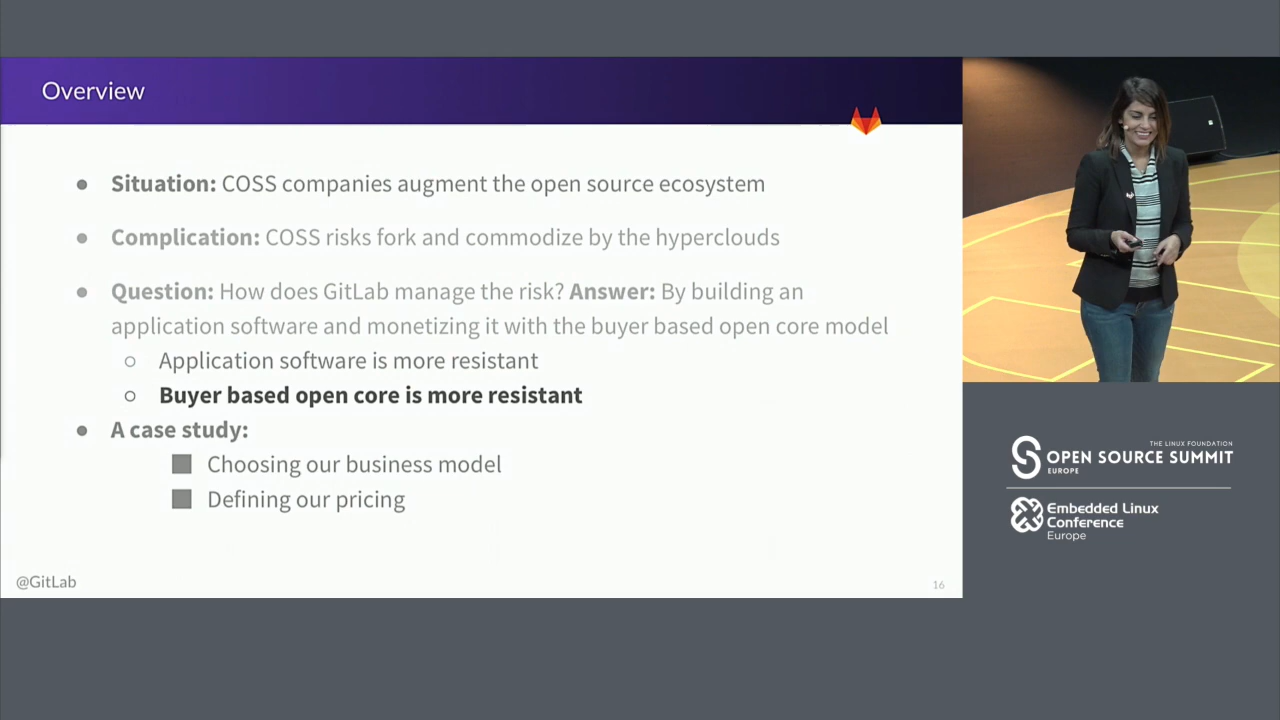 Overview
Situation: COSS companies augment the open source ecosystem
Complication: COSS risks fork and commodize by the hyperclouds
Question: How does GitLab manage the risk? Answer: By building an
application software and monetizing it with the buyer based open core model
Application software is more resistant
Buyer based open core is more resistant
A case study:
Choosing our business model
Defining our pricing
@GitLab
16
THE LINUX FOUNDATION
OPEN SOURCE SUMMIT
EUROPE
Embedded Linux
Conference
Europe